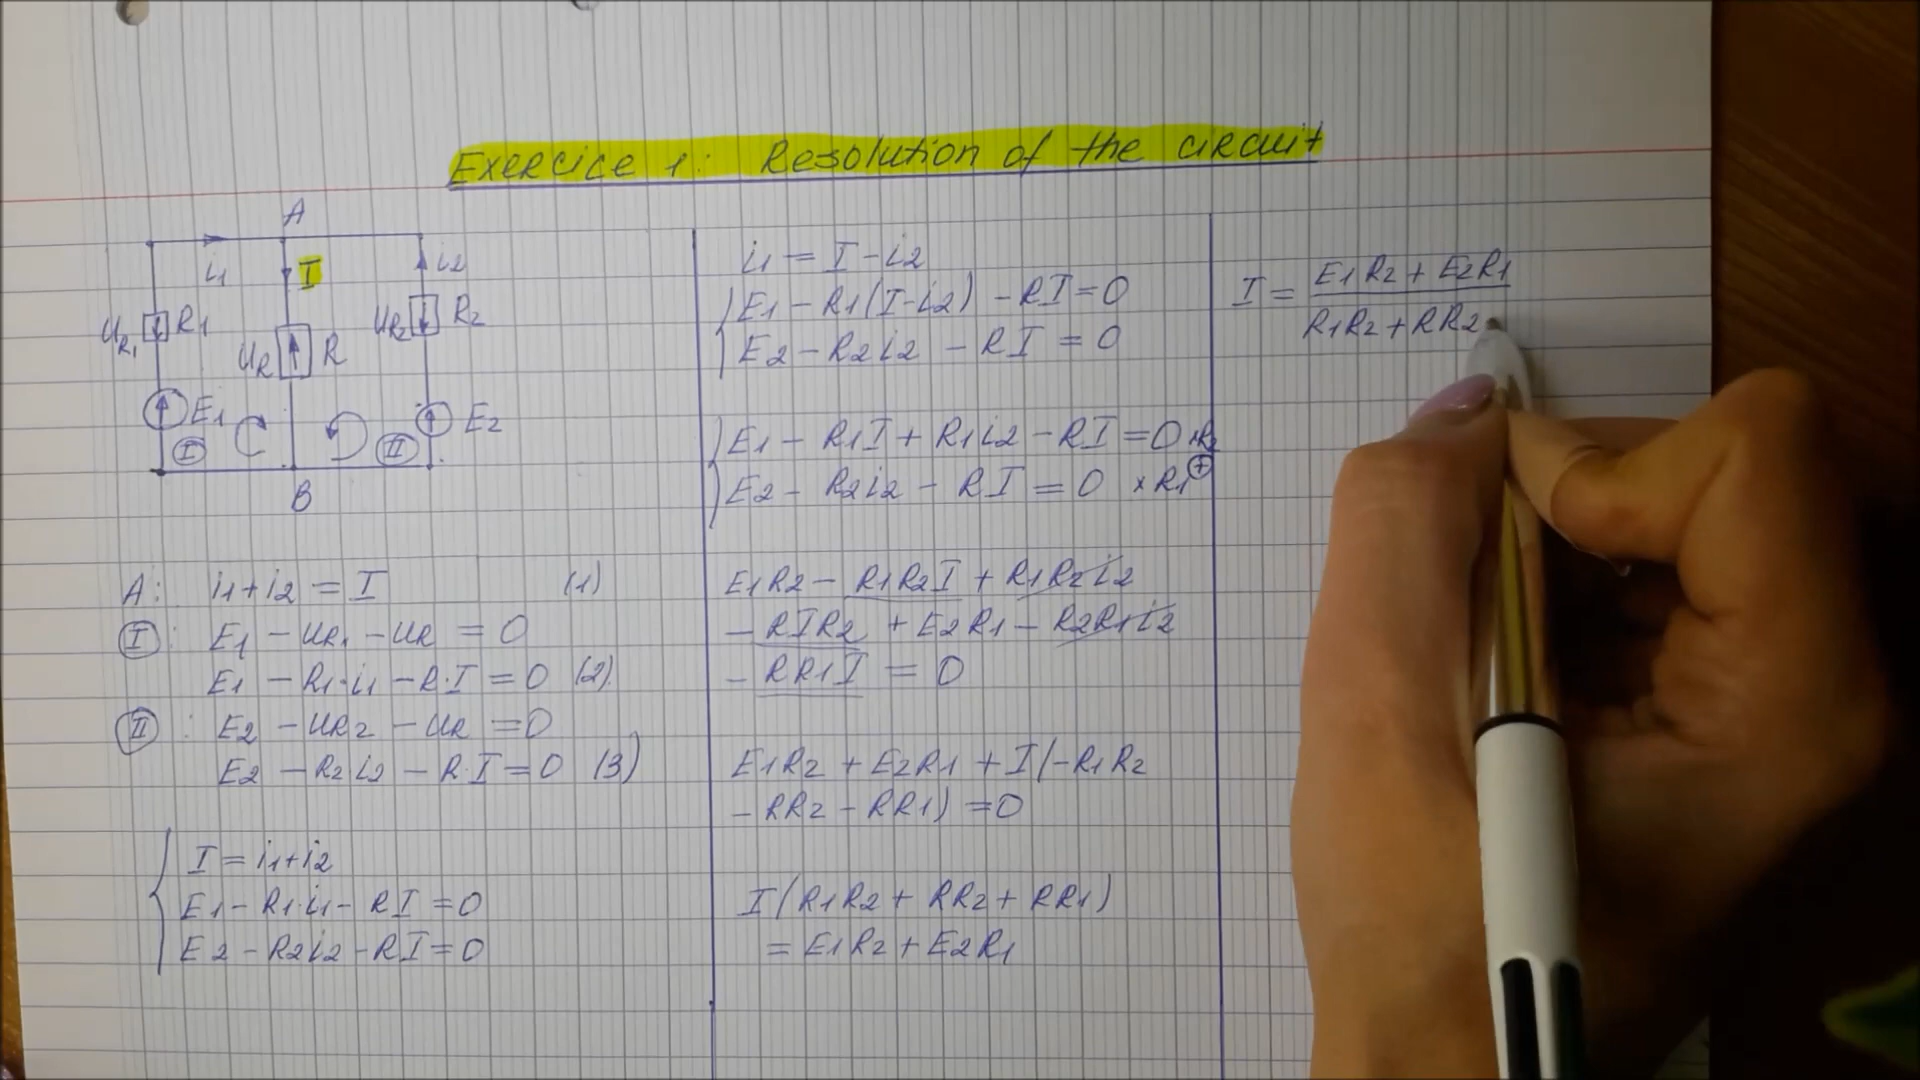 Exercice 1: Resolution of the circuit
A
i1
I
i2
UR1
R1
UR
R
UR2
R2
E1
E2
I
II
B
A: i1+i2 = I (1)
I : E1 - UR1 - UR = 0
E1 - R1·i1 - R·I = 0 (2).
II : E2 - UR2 - UR = 0
E2 - R2 i2 - R·I = 0 (3)
I = i1+i2
E1 - R1·i1 - RI = 0
E2 - R2i2 - RI = 0
i1 = I - i2
E1 - R1(I-i2) - RI = 0
E2 - R2i2 - RI = 0
E1 - R1I + R1i2 - RI = 0 ×R2
E2 - R2i2 - RI = 0 ×R1 +
E1R2 - R1R2I + R1R2i2
- RIR2 + E2R1 - R2R1i2
- RR1I = 0
E1R2 + E2R1 + I(-R1R2
- RR2 - RR1) = 0
I(R1R2 + RR2 + RR1)
= E1R2 + E2R1
I = E1R2 + E2R1
R1R2 + RR2